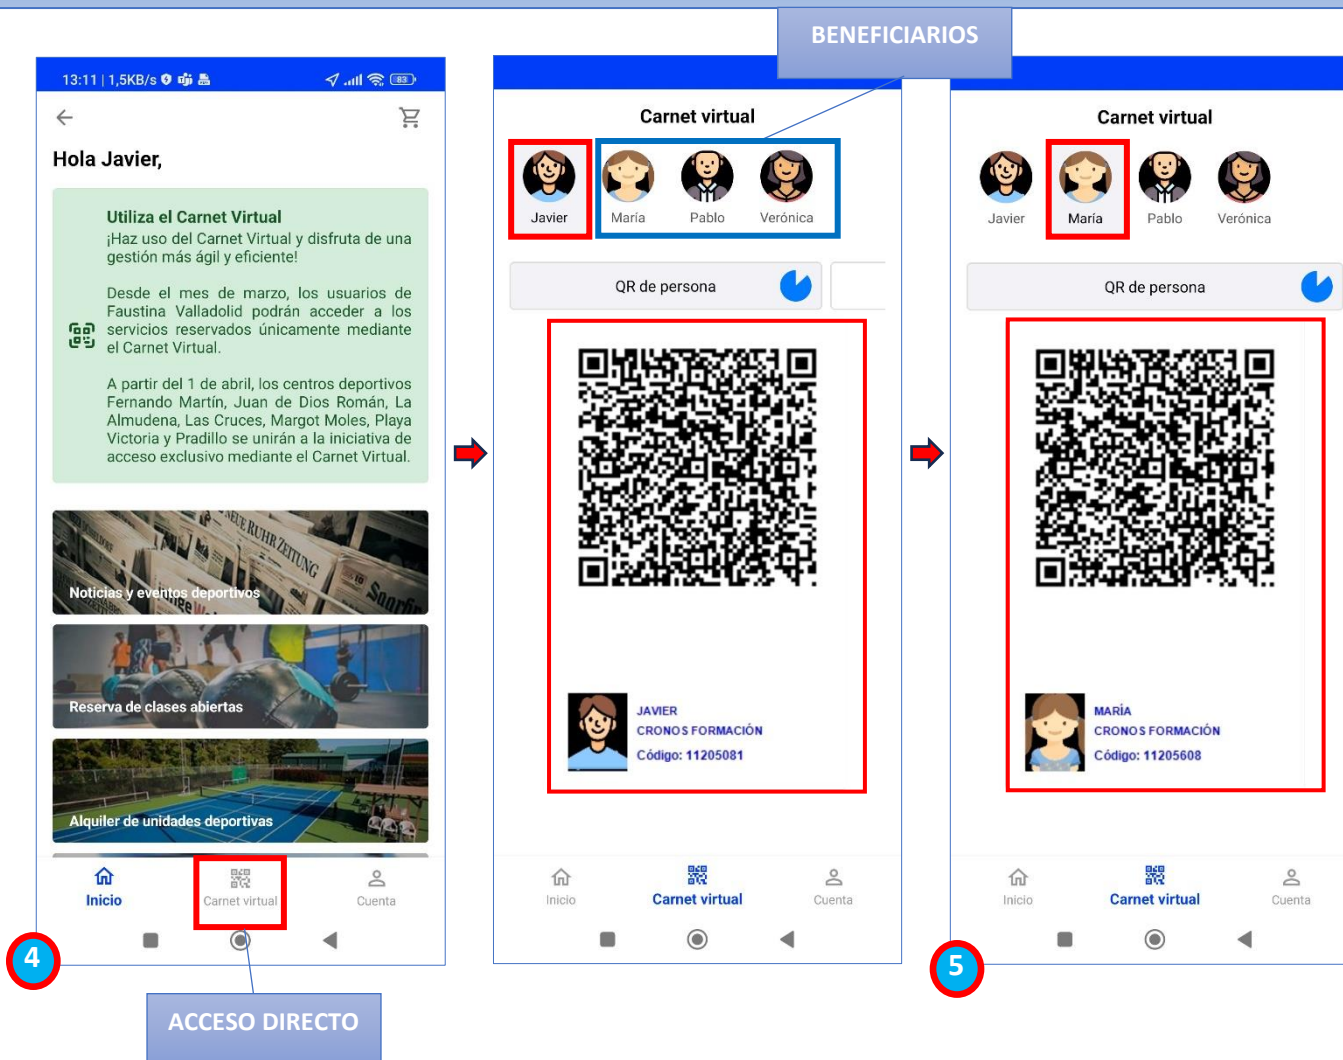 BENEFICIARIOS
13:11 | 1,5KB/s
83
Hola Javier,
Utiliza el Carnet Virtual
¡Haz uso del Carnet Virtual y disfruta de una
gestión más ágil y eficiente!
Desde el mes de marzo, los usuarios de
Faustina Valladolid podrán acceder a los
servicios reservados únicamente mediante
el Carnet Virtual.
A partir del 1 de abril, los centros deportivos
Fernando Martín, Juan de Dios Román, La
Almudena, Las Cruces, Margot Moles, Playa
Victoria y Pradillo se unirán a la iniciativa de
acceso exclusivo mediante el Carnet Virtual.
NEUE RUHR ZEITUNG
Noticias y eventos deportivos
Reserva de clases abiertas
Alquiler de unidades deportivas
Inicio
Carnet virtual
Cuenta
4
ACCESO DIRECTO
Carnet virtual
Javier
María
Pablo
Verónica
QR de persona
JAVIER
CRONOS FORMACIÓN
Código: 11205081
Inicio
Carnet virtual
Cuenta
Carnet virtual
Javier
María
Pablo
Verónica
QR de persona
MARÍA
CRONOS FORMACIÓN
Código: 11205608
Inicio
Carnet virtual
Cuenta
5